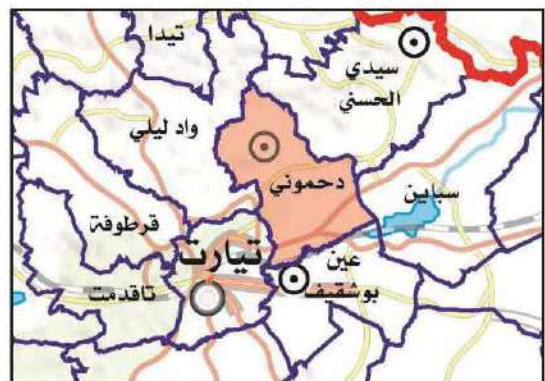 تيدا
سيدي
الحسني
واد ليلي
دحموني
سباين
قرطوفة
تيارت
عين
بوشقيف
تاقدمت